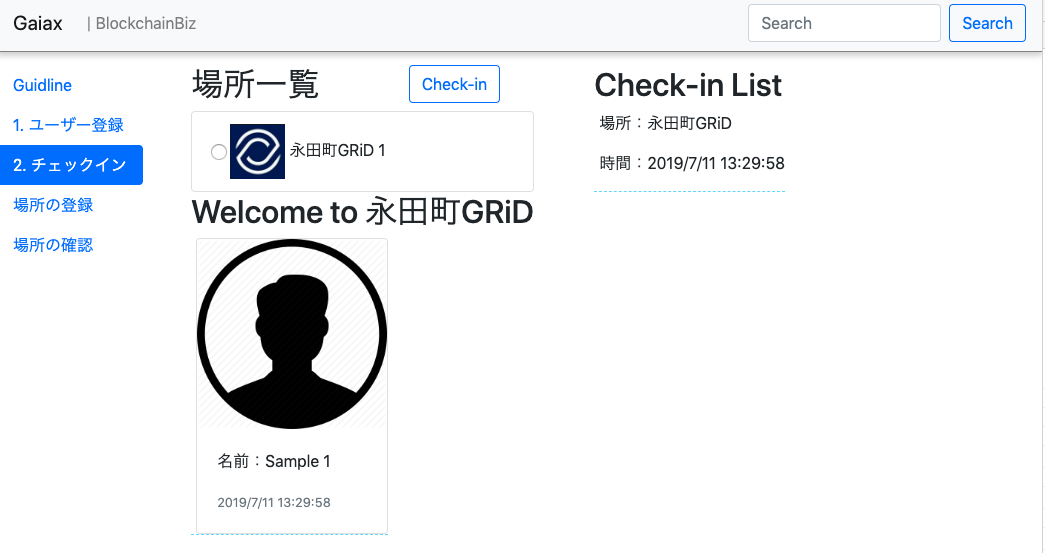 Gaiax | BlockchainBiz Search Search
Guidline
1. ユーザー登録
2. チェックイン
場所の登録
場所の確認
場所一覧 Check-in
永田町GRiD 1
Welcome to 永田町GRiD
名前：Sample 1
2019/7/11 13:29:58
Check-in List
場所：永田町GRiD
時間：2019/7/11 13:29:58